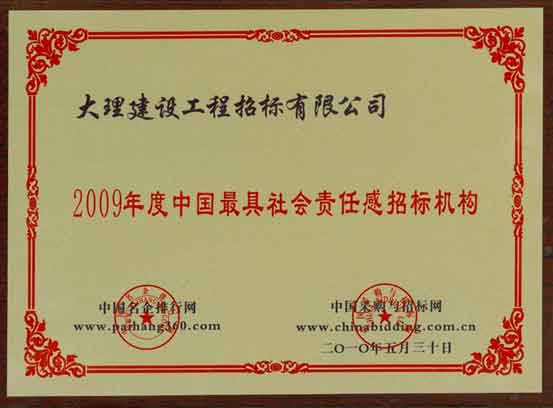 大理建设工程招标有限公司
2009年度中国最具社会责任感招标机构
中国名企排行网
www.paihang360.com
中国采购与招标网
www.chinabidding.com.cn
二〇一〇年五月三十日